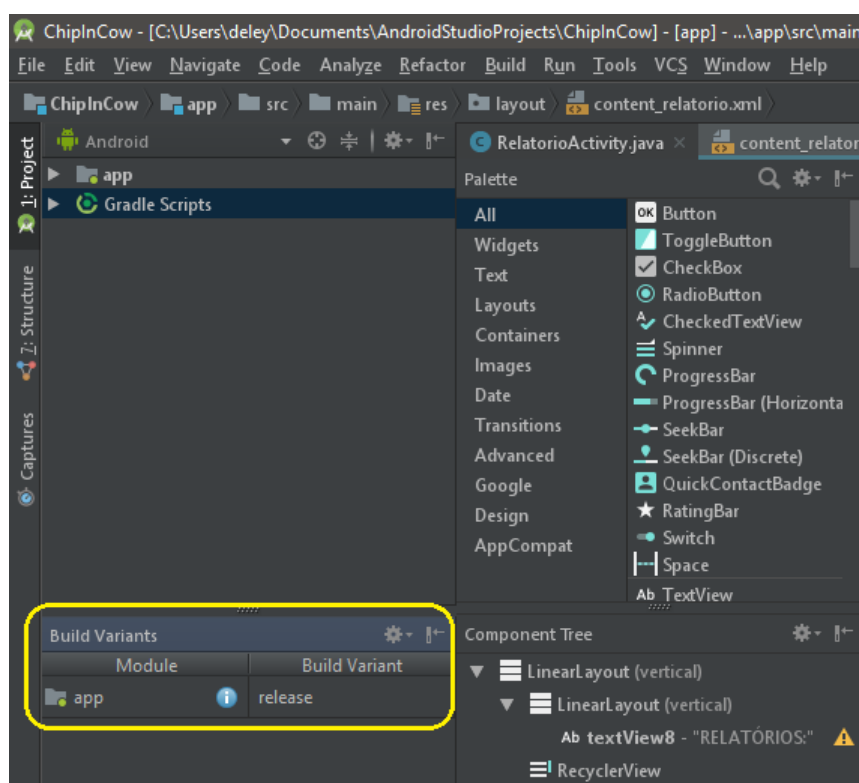 ChipInCow - [C:\Users\deley\Documents\AndroidStudioProjects\ChipInCow] - [app] - ...\app\src\main
File Edit View Navigate Code Analyze Refactor Build Run Tools VCS Window Help
ChipInCow app src main res layout content_relatorio.xml
1: Project
7: Structure
Captures
Android
app
Gradle Scripts
RelatorioActivity.java × content_relator
Palette
All
Widgets
Text
Layouts
Containers
Images
Date
Transitions
Advanced
Google
Design
AppCompat
OK Button
ToggleButton
CheckBox
RadioButton
CheckedTextView
Spinner
ProgressBar
ProgressBar (Horizonta
SeekBar
SeekBar (Discrete)
QuickContactBadge
RatingBar
Switch
Space
Ab TextView
Build Variants
Module Build Variant
app release
Component Tree
LinearLayout (vertical)
LinearLayout (vertical)
Ab textView8 - "RELATÓRIOS:"
RecyclerView